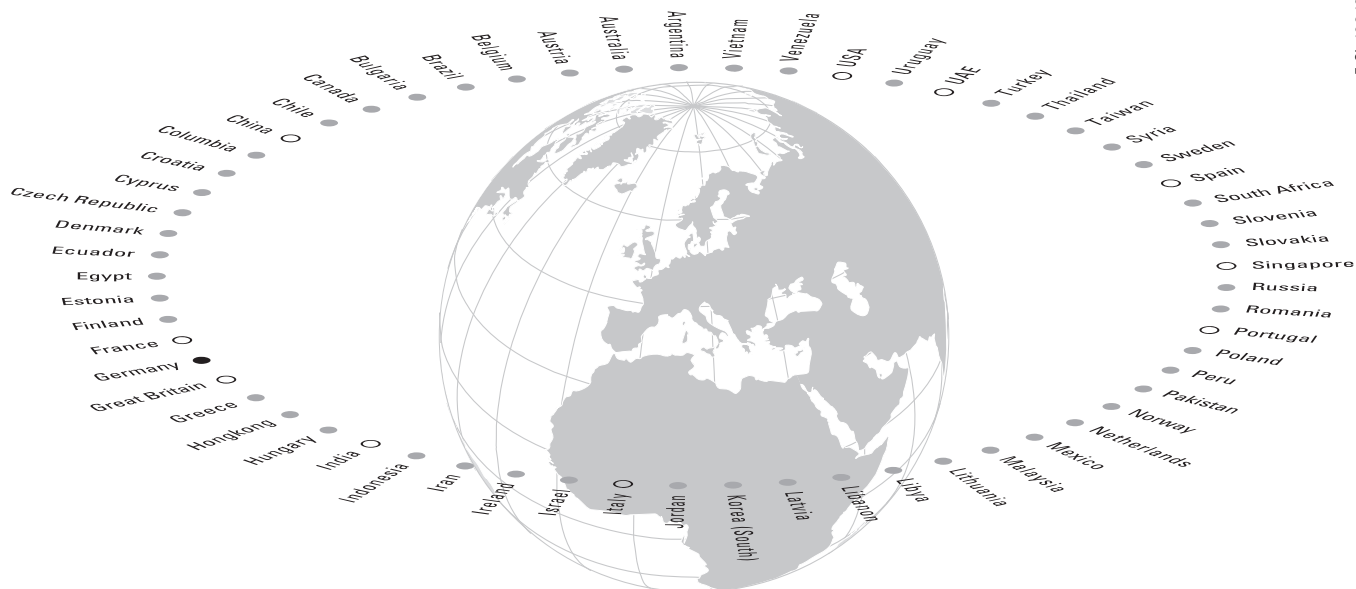 Argentina
Australia
Austria
Belgium
Brazil
Bulgaria
Canada
Chile
China
Columbia
Croatia
Cyprus
Czech Republic
Denmark
Ecuador
Egypt
Estonia
Finland
France
Germany
Great Britain
Greece
Hongkong
Hungary
India
Indonesia
Iran
Ireland
Israel
Italy
Jordan
Korea (South)
Latvia
Libanon
Libya
Lithuania
Malaysia
Mexico
Netherlands
Norway
Pakistan
Peru
Poland
Portugal
Romania
Russia
Singapore
Slovakia
Slovenia
South Africa
Spain
Sweden
Syria
Taiwan
Thailand
Turkey
UAE
Uruguay
USA
Venezuela
Vietnam